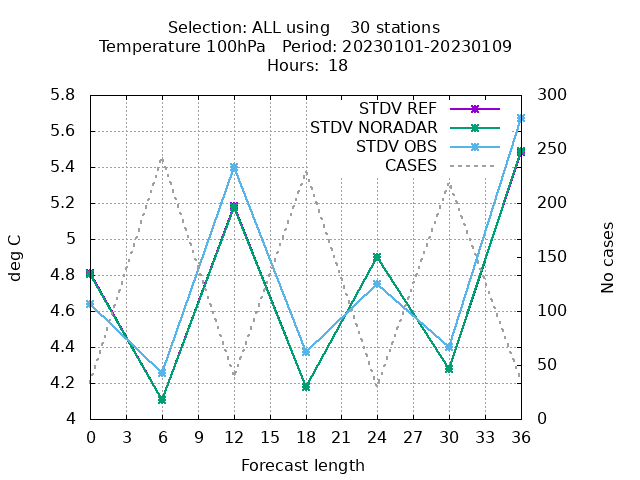 Selection: ALL using    30 stations
Temperature 100hPa   Period: 20230101-20230109
Hours: 18
STDV REF
STDV NORADAR
STDV OBS
CASES
5.8
5.6
5.4
5.2
5
4.8
4.6
4.4
4.2
4
deg C
300
250
200
150
100
50
0
No cases
0 3 6 9 12 15 18 21 24 27 30 33 36
Forecast length